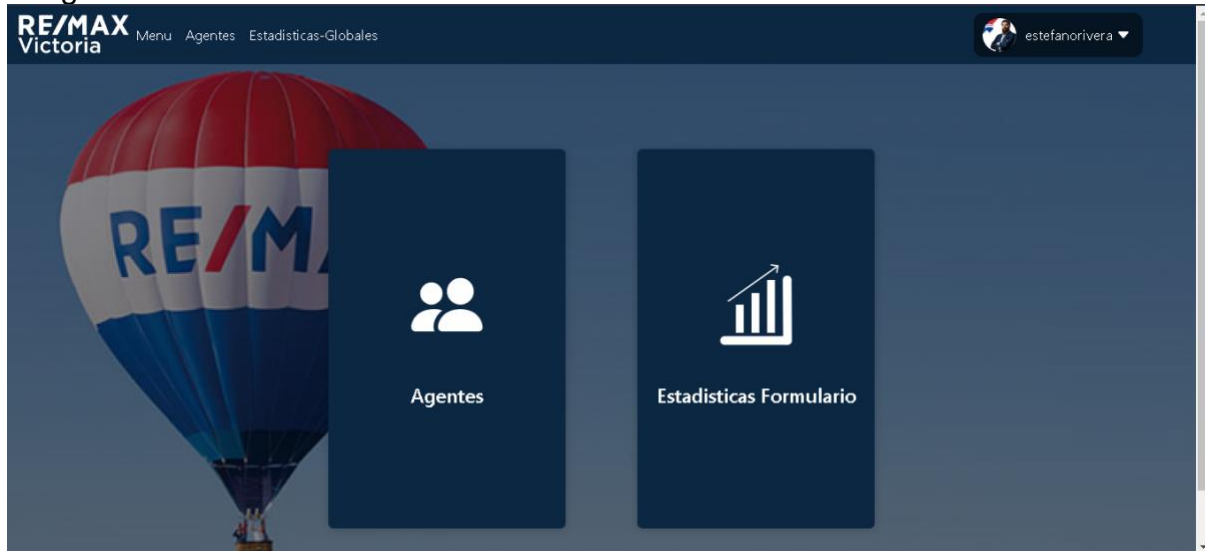 RE/MAX
Victoria
Menu Agentes Estadisticas-Globales
estefanorivera
RE/M
Agentes
Estadisticas Formulario